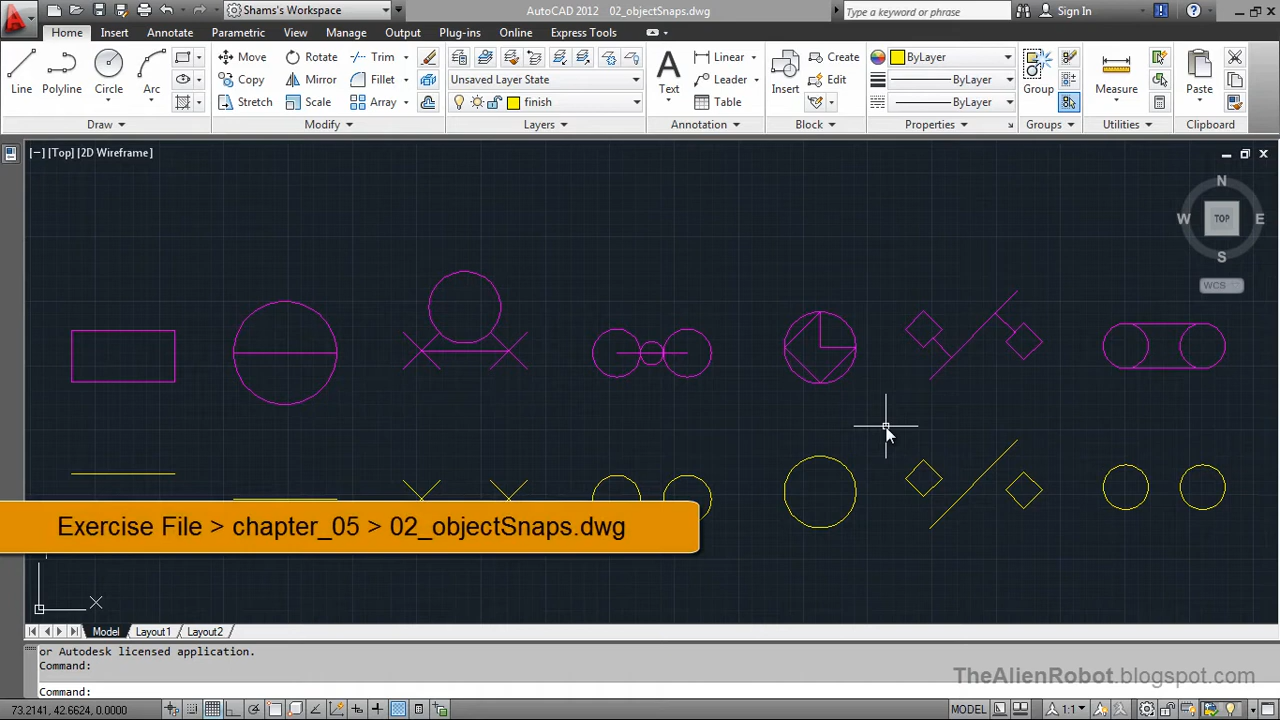 Shams's Workspace
AutoCAD 2012 02_objectSnaps.dwg
Type a keyword or phrase
Sign In
Home Insert Annotate Parametric View Manage Output Plug-ins Online Express Tools
Line
Polyline
Circle
Arc
Draw
Move Rotate Trim
Copy Mirror Fillet
Stretch Scale Array
Modify
Unsaved Layer State
finish
Layers
Text
Linear
Leader
Table
Annotation
Insert
Create
Edit
Block
ByLayer
ByLayer
ByLayer
Properties
Group
Groups
Measure
Utilities
Paste
Clipboard
[−] [Top] [2D Wireframe]
N
W TOP E
S
WCS
Exercise File > chapter_05 > 02_objectSnaps.dwg
X
Model Layout1 Layout2
or Autodesk licensed application.
Command:
Command:
TheAlienRobot.blogspot.com
73.2141, 42.6624, 0.0000
MODEL
1:1